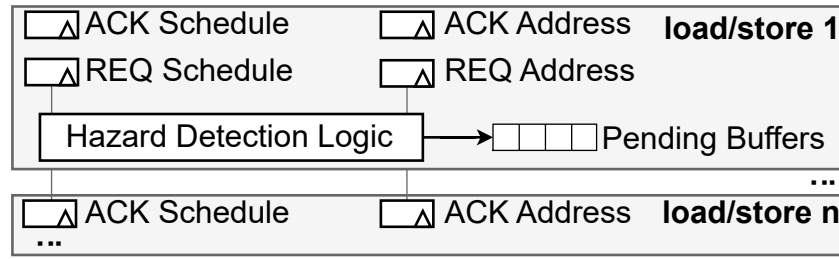 ACK Schedule ACK Address load/store 1
REQ Schedule REQ Address
Hazard Detection Logic Pending Buffers
...
ACK Schedule ACK Address load/store n
...